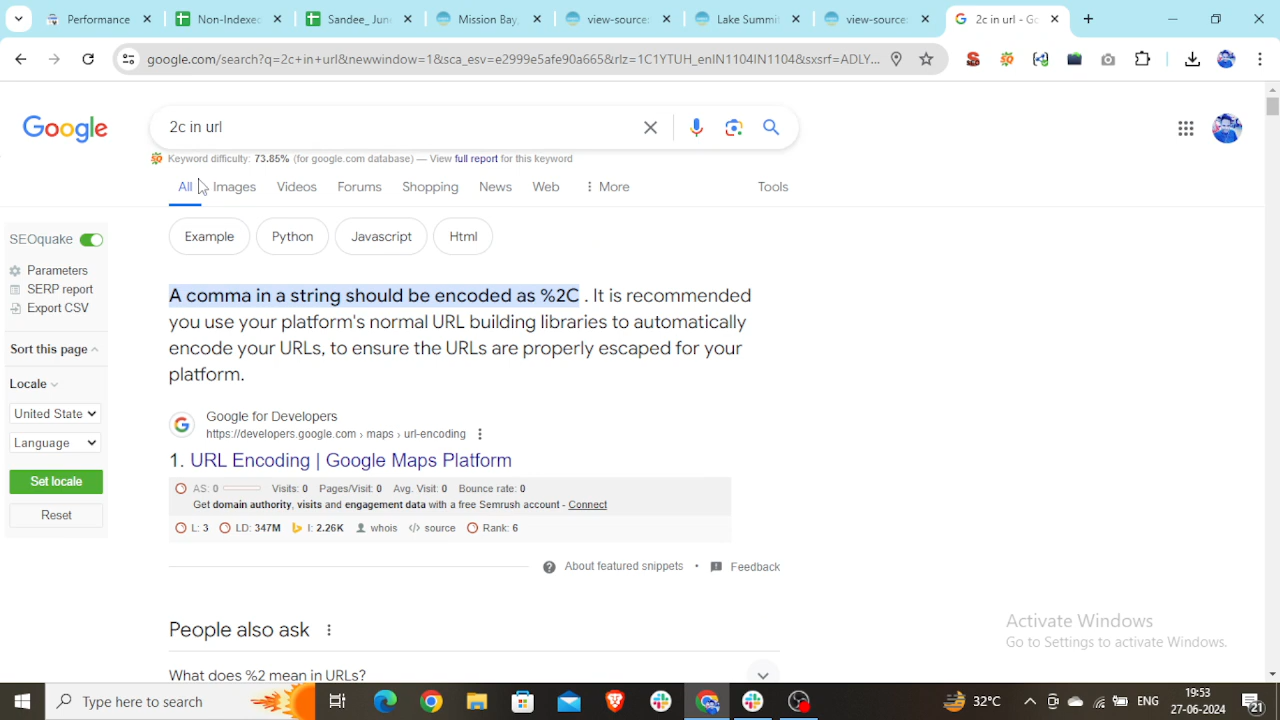 Performance
Non-Indexec
Sandee_ June
Mission Bay,
view-source:
Lake Summi
view-source:
2c in url - Go
google.com/search?q=2c+in+url&newwindow=1&sca_esv=e2999e5afe90a665&rlz=1C1YTUH_enIN1104IN1104&sxsrf=ADLY...
Google
2c in url
Keyword difficulty: 73.85% (for google.com database) — View full report for this keyword
All Images Videos Forums Shopping News Web More Tools
SEOquake
Example Python Javascript Html
Parameters
SERP report
Export CSV
A comma in a string should be encoded as %2C . It is recommended
you use your platform's normal URL building libraries to automatically
encode your URLs, to ensure the URLs are properly escaped for your
platform.
Sort this page
Locale
United State
Language
Set locale
Reset
Google for Developers
https://developers.google.com › maps › url-encoding
1. URL Encoding | Google Maps Platform
AS: 0 Visits: 0 Pages/Visit: 0 Avg. Visit: 0 Bounce rate: 0
Get domain authority, visits and engagement data with a free Semrush account - Connect
L: 3 LD: 347M I: 2.26K whois </> source Rank: 6
About featured snippets • Feedback
People also ask
What does %2 mean in URLs?
Activate Windows
Go to Settings to activate Windows.
Type here to search
32°C
ENG
19:53
27-06-2024
21